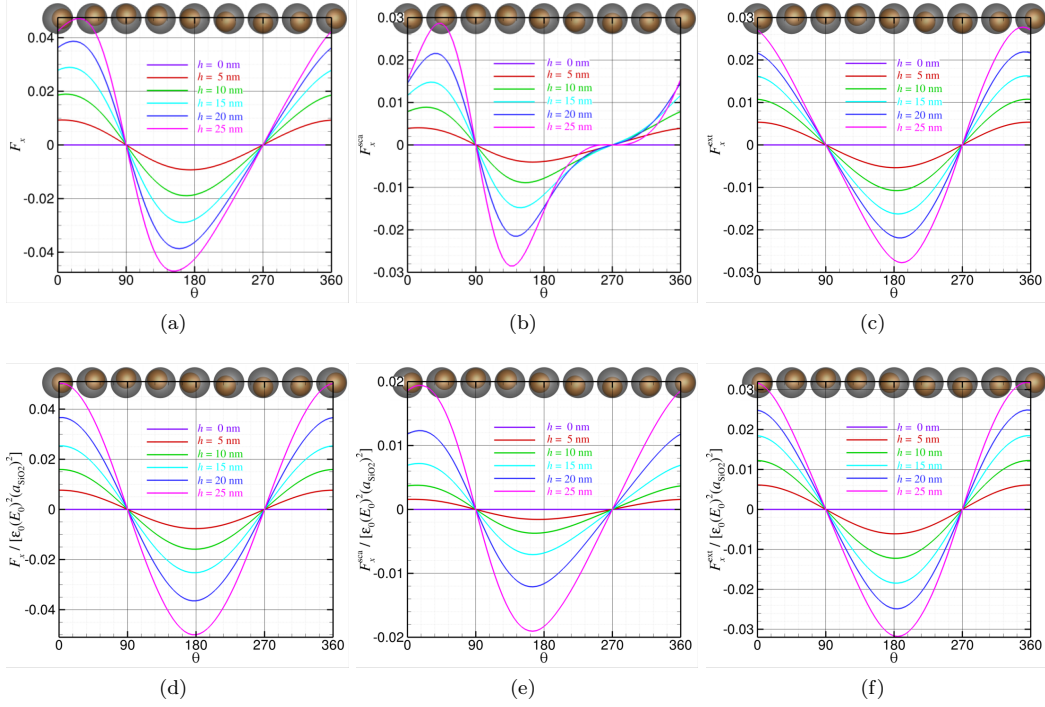 0.04
0.02
0
-0.02
-0.04
F_x
h = 0 nm
h = 5 nm
h = 10 nm
h = 15 nm
h = 20 nm
h = 25 nm
0 90 180 270 360
θ
(a)
0.03
0.02
0.01
0
-0.01
-0.02
-0.03
F_x^sca
h = 0 nm
h = 5 nm
h = 10 nm
h = 15 nm
h = 20 nm
h = 25 nm
0 90 180 270 360
θ
(b)
0.03
0.02
0.01
0
-0.01
-0.02
-0.03
F_x^ext
h = 0 nm
h = 5 nm
h = 10 nm
h = 15 nm
h = 20 nm
h = 25 nm
0 90 180 270 360
θ
(c)
0.04
0.02
0
-0.02
-0.04
F_x / [ε_0(E_0)^2(a_SiO2)^2]
h = 0 nm
h = 5 nm
h = 10 nm
h = 15 nm
h = 20 nm
h = 25 nm
0 90 180 270 360
θ
(d)
0.02
0.01
0
-0.01
-0.02
F_x^sca / [ε_0(E_0)^2(a_SiO2)^2]
h = 0 nm
h = 5 nm
h = 10 nm
h = 15 nm
h = 20 nm
h = 25 nm
0 90 180 270 360
θ
(e)
0.03
0.02
0.01
0
-0.01
-0.02
-0.03
F_x^ext / [ε_0(E_0)^2(a_SiO2)^2]
h = 0 nm
h = 5 nm
h = 10 nm
h = 15 nm
h = 20 nm
h = 25 nm
0 90 180 270 360
θ
(f)